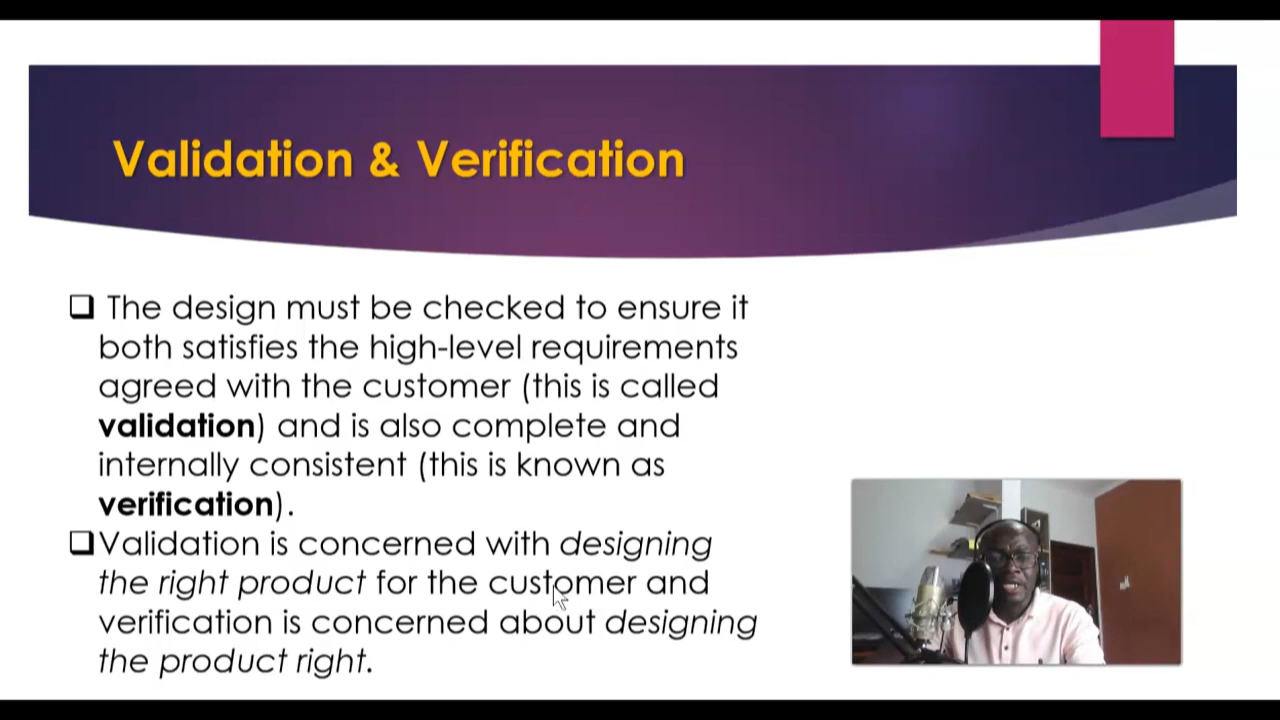 Validation & Verification
❑ The design must be checked to ensure it
both satisfies the high-level requirements
agreed with the customer (this is called
validation) and is also complete and
internally consistent (this is known as
verification).
❑Validation is concerned with designing
the right product for the customer and
verification is concerned about designing
the product right.